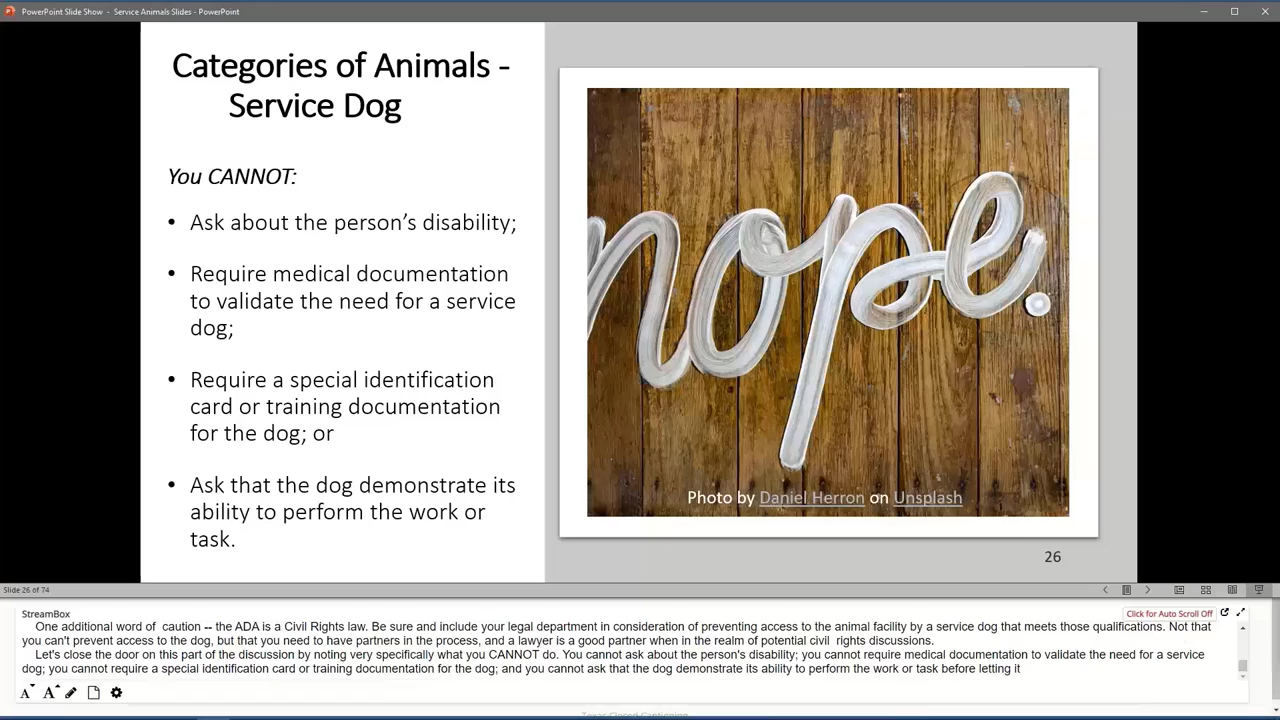 PowerPoint Slide Show - Service Animals Slides - PowerPoint
Categories of Animals -
Service Dog
You CANNOT:
• Ask about the person’s disability;
• Require medical documentation
to validate the need for a service
dog;
• Require a special identification
card or training documentation
for the dog; or
• Ask that the dog demonstrate its
ability to perform the work or
task.
nope.
Photo by Daniel Herron on Unsplash
26
Slide 26 of 74
StreamBox
Click for Auto Scroll Off
One additional word of caution -- the ADA is a Civil Rights law. Be sure and include your legal department in consideration of preventing access to the animal facility by a service dog that meets those qualifications. Not that
you can't prevent access to the dog, but that you need to have partners in the process, and a lawyer is a good partner when in the realm of potential civil rights discussions.
Let's close the door on this part of the discussion by noting very specifically what you CANNOT do. You cannot ask about the person's disability; you cannot require medical documentation to validate the need for a service
dog; you cannot require a special identification card or training documentation for the dog; and you cannot ask that the dog demonstrate its ability to perform the work or task before letting it
A A
Texas Closed Captioning